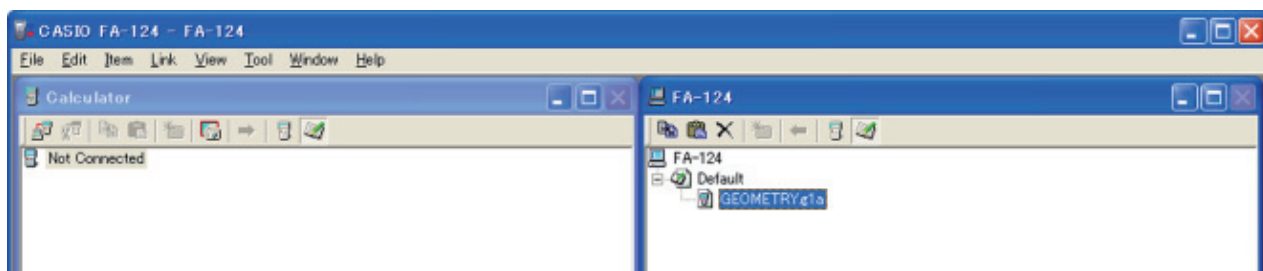 CASIO FA-124 - FA-124
File Edit Item Link View Tool Window Help
Calculator
Not Connected
FA-124
FA-124
Default
GEOMETRY.g1a